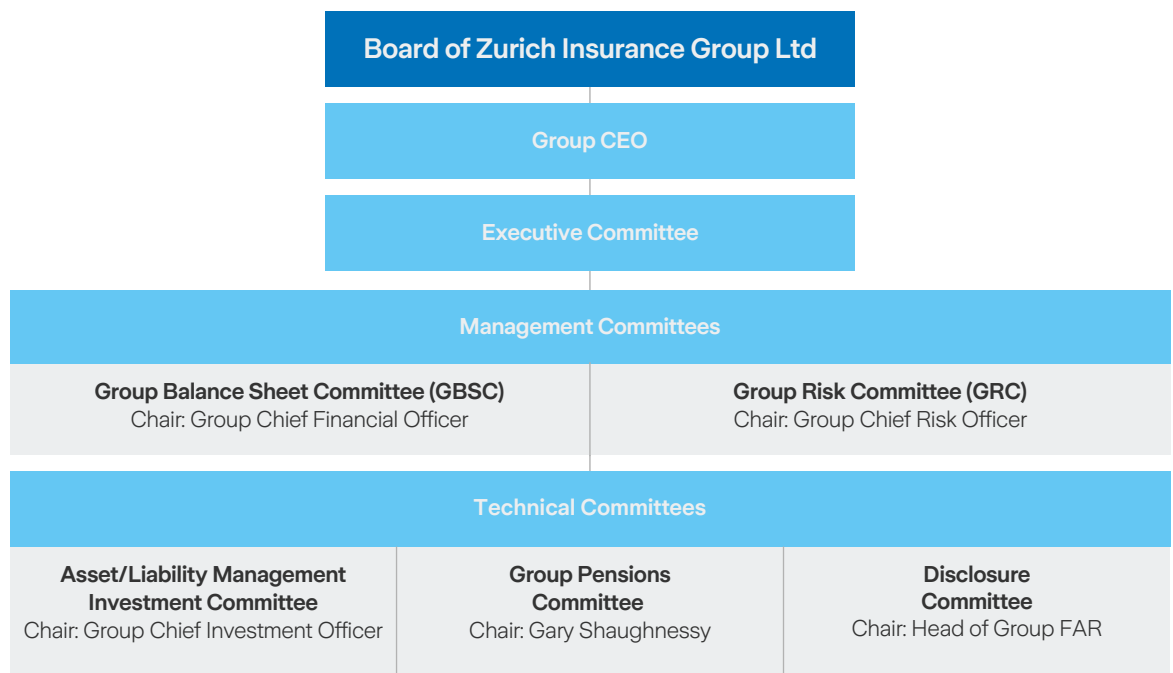 Board of Zurich Insurance Group Ltd
Group CEO
Executive Committee
Management Committees
Group Balance Sheet Committee (GBSC)
Chair: Group Chief Financial Officer
Group Risk Committee (GRC)
Chair: Group Chief Risk Officer
Technical Committees
Asset/Liability Management
Investment Committee
Chair: Group Chief Investment Officer
Group Pensions
Committee
Chair: Gary Shaughnessy
Disclosure
Committee
Chair: Head of Group FAR